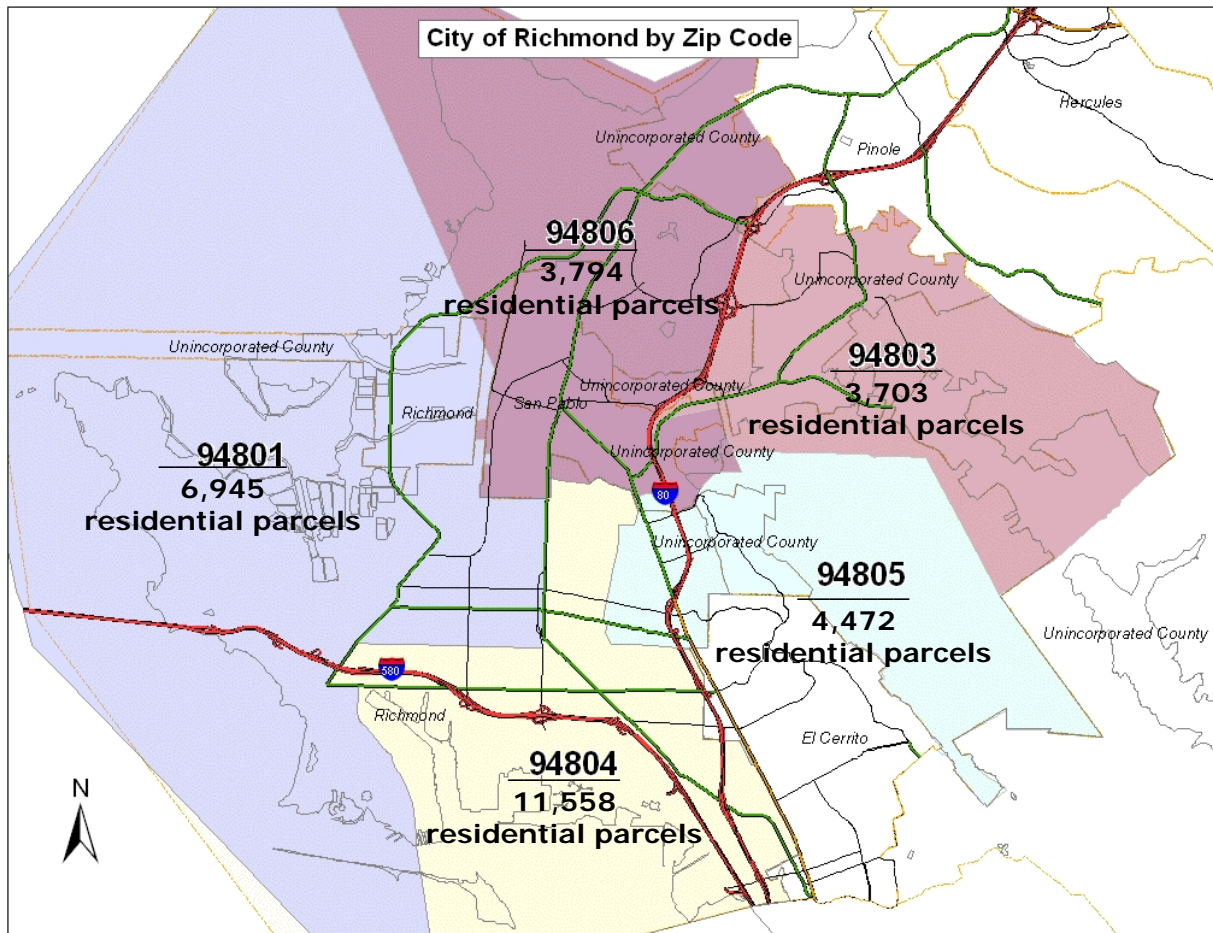 City of Richmond by Zip Code
Hercules
Unincorporated County
Pinole
94806
3,794
residential parcels
Unincorporated County
Unincorporated County
94803
3,703
residential parcels
Unincorporated County
San Pablo
Richmond
Unincorporated County
94801
6,945
residential parcels
80
Unincorporated County
94805
4,472
residential parcels
Unincorporated County
580
Richmond
El Cerrito
94804
11,558
residential parcels
N